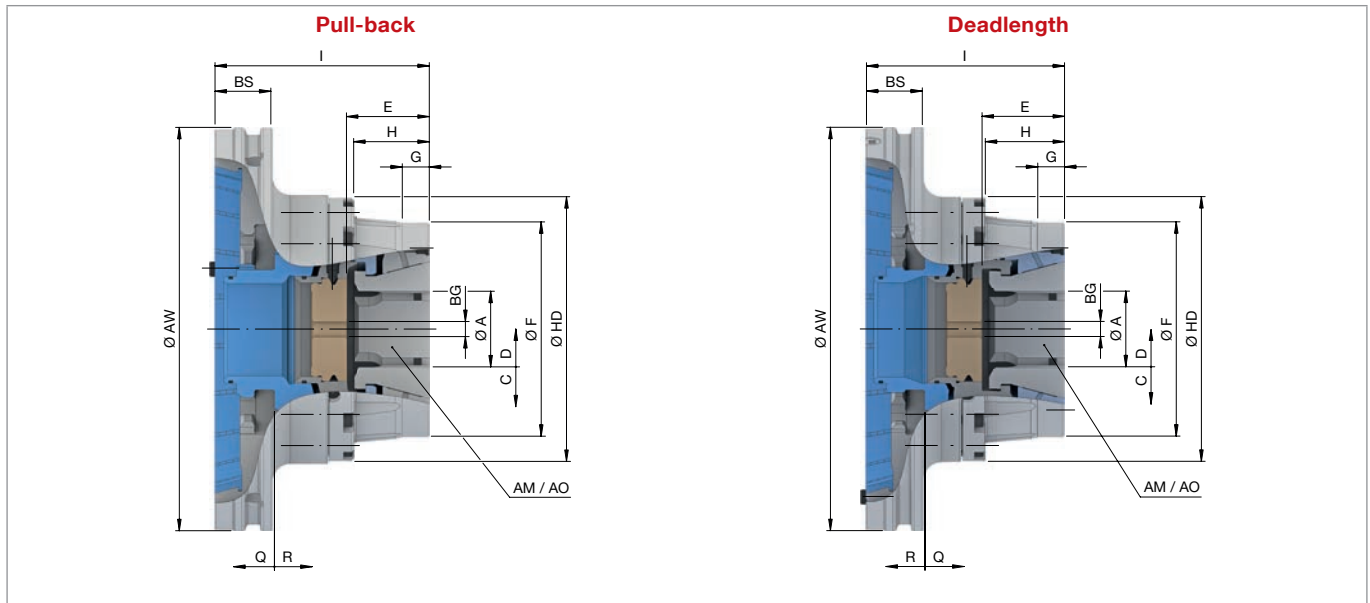 Pull-back
I
BS
E
H
G
Ø AW
BG
Ø A
D
C
Ø F
Ø HD
AM / AO
Q R
Deadlength
I
BS
E
H
G
Ø AW
BG
Ø A
D
C
Ø F
Ø HD
AM / AO
R Q